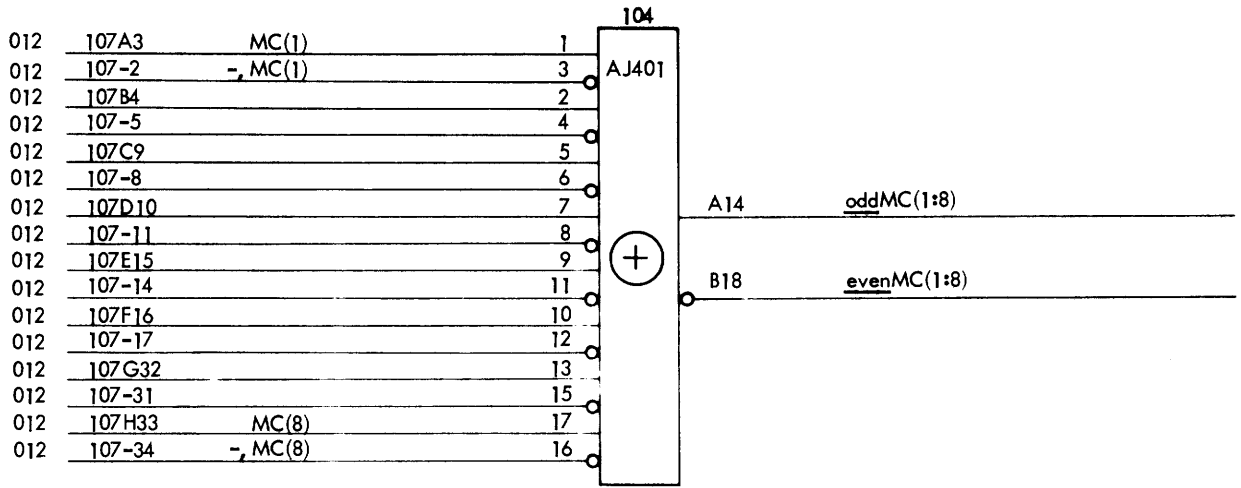 104
012 107A3 MC(1) 1
012 107-2 -, MC(1) 3 AJ401
012 107B4 2
012 107-5 4
012 107C9 5
012 107-8 6
012 107D10 7 A14 oddMC(1:8)
012 107-11 8
012 107E15 9 +
012 107-14 11 B18 evenMC(1:8)
012 107F16 10
012 107-17 12
012 107G32 13
012 107-31 15
012 107H33 MC(8) 17
012 107-34 -, MC(8) 16